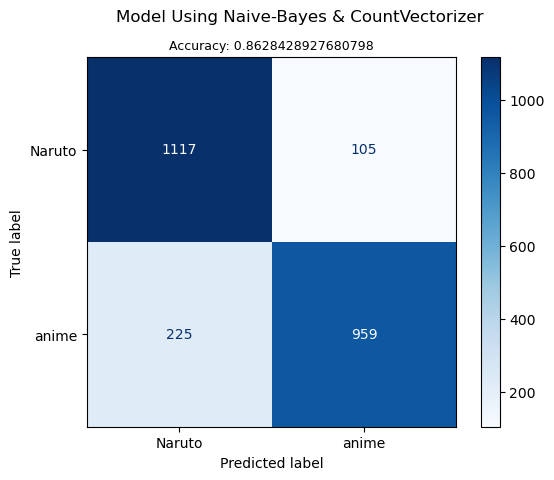 Model Using Naive-Bayes & CountVectorizer
Accuracy: 0.8628428927680798
True label
Naruto
1117
105
anime
225
959
Naruto
anime
Predicted label
1000
800
600
400
200